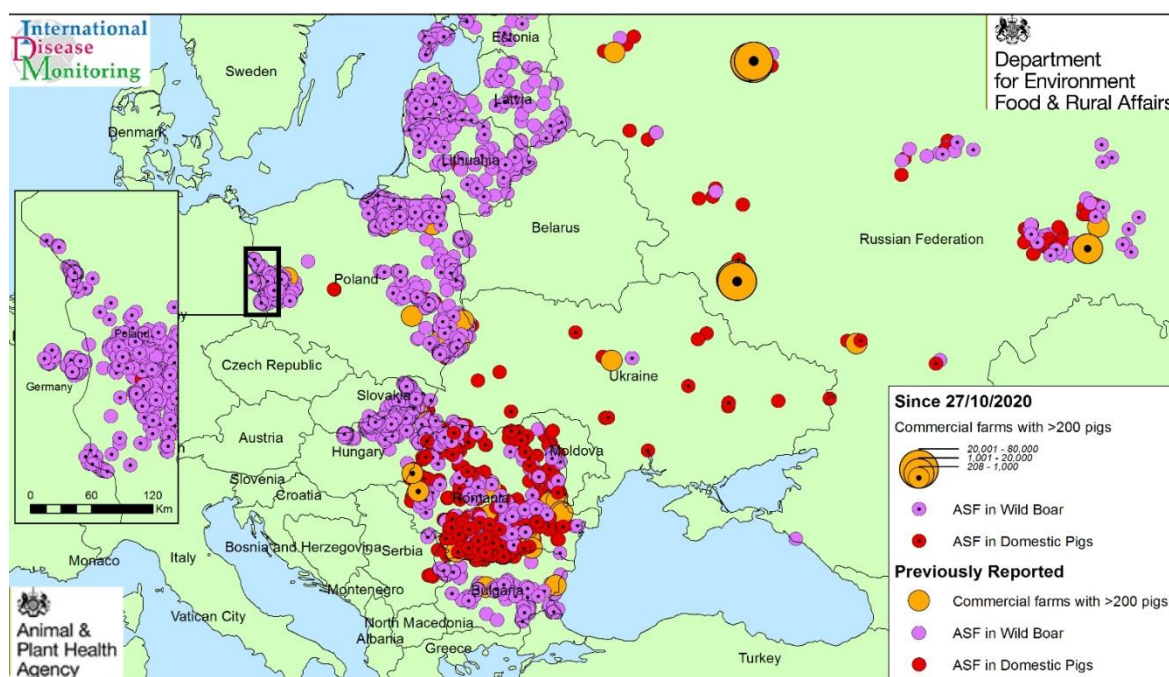 International
Disease
Monitoring
Department
for Environment
Food & Rural Affairs
Estonia
Sweden
Latvia
Denmark
Lithuania
Belarus
Russian Federation
Poland
Poland
Germany
Czech Republic
Ukraine
Slovakia
Austria
Hungary
Moldova
Slovenia
Croatia
Romania
Bosnia and Herzegovina
Serbia
Monaco
Italy
Montenegro
Bulgaria
Vatican City
North Macedonia
Albania
Greece
Turkey
0 60 120
Km
Since 27/10/2020
Commercial farms with >200 pigs
20,001 - 80,000
1,001 - 20,000
208 - 1,000
ASF in Wild Boar
ASF in Domestic Pigs
Previously Reported
Commercial farms with >200 pigs
ASF in Wild Boar
ASF in Domestic Pigs
Animal &
Plant Health
Agency